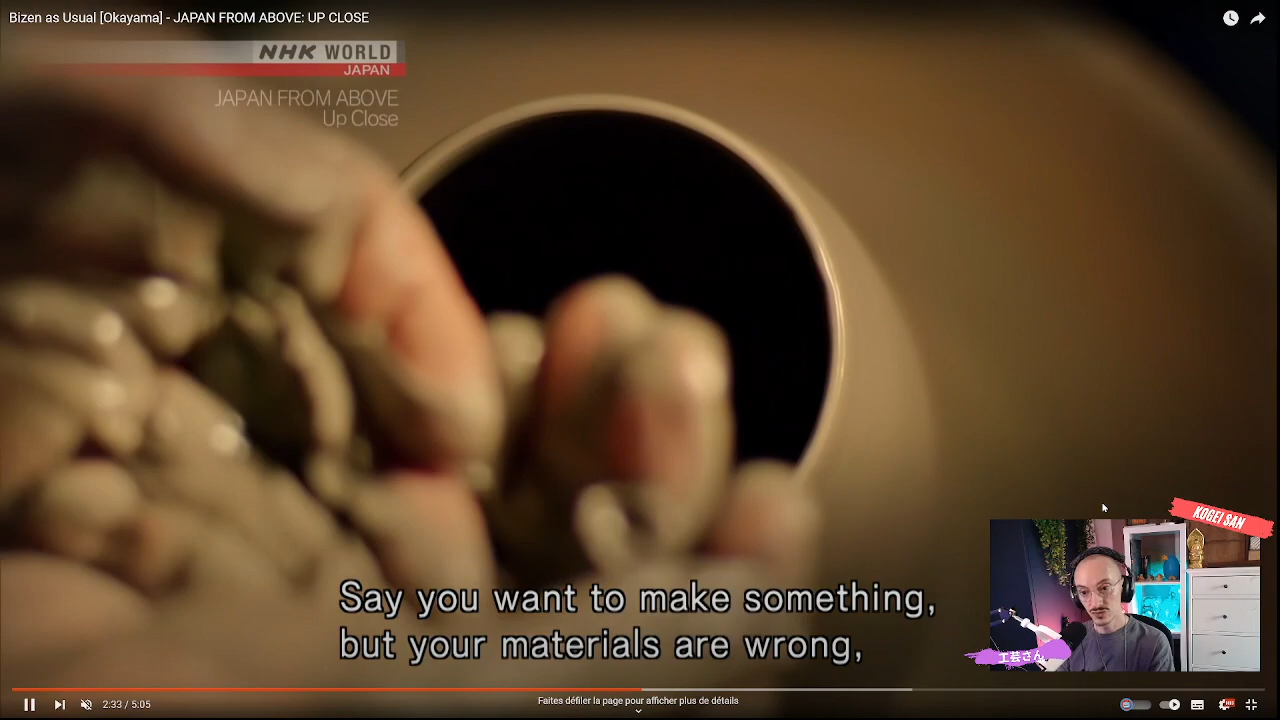 Bizen as Usual [Okayama] - JAPAN FROM ABOVE: UP CLOSE
NHK WORLD
JAPAN
JAPAN FROM ABOVE
Up Close
KOGEI SAN
Say you want to make something,
but your materials are wrong,
工芸さん
2:33 / 5:05
Faites défiler la page pour afficher plus de détails